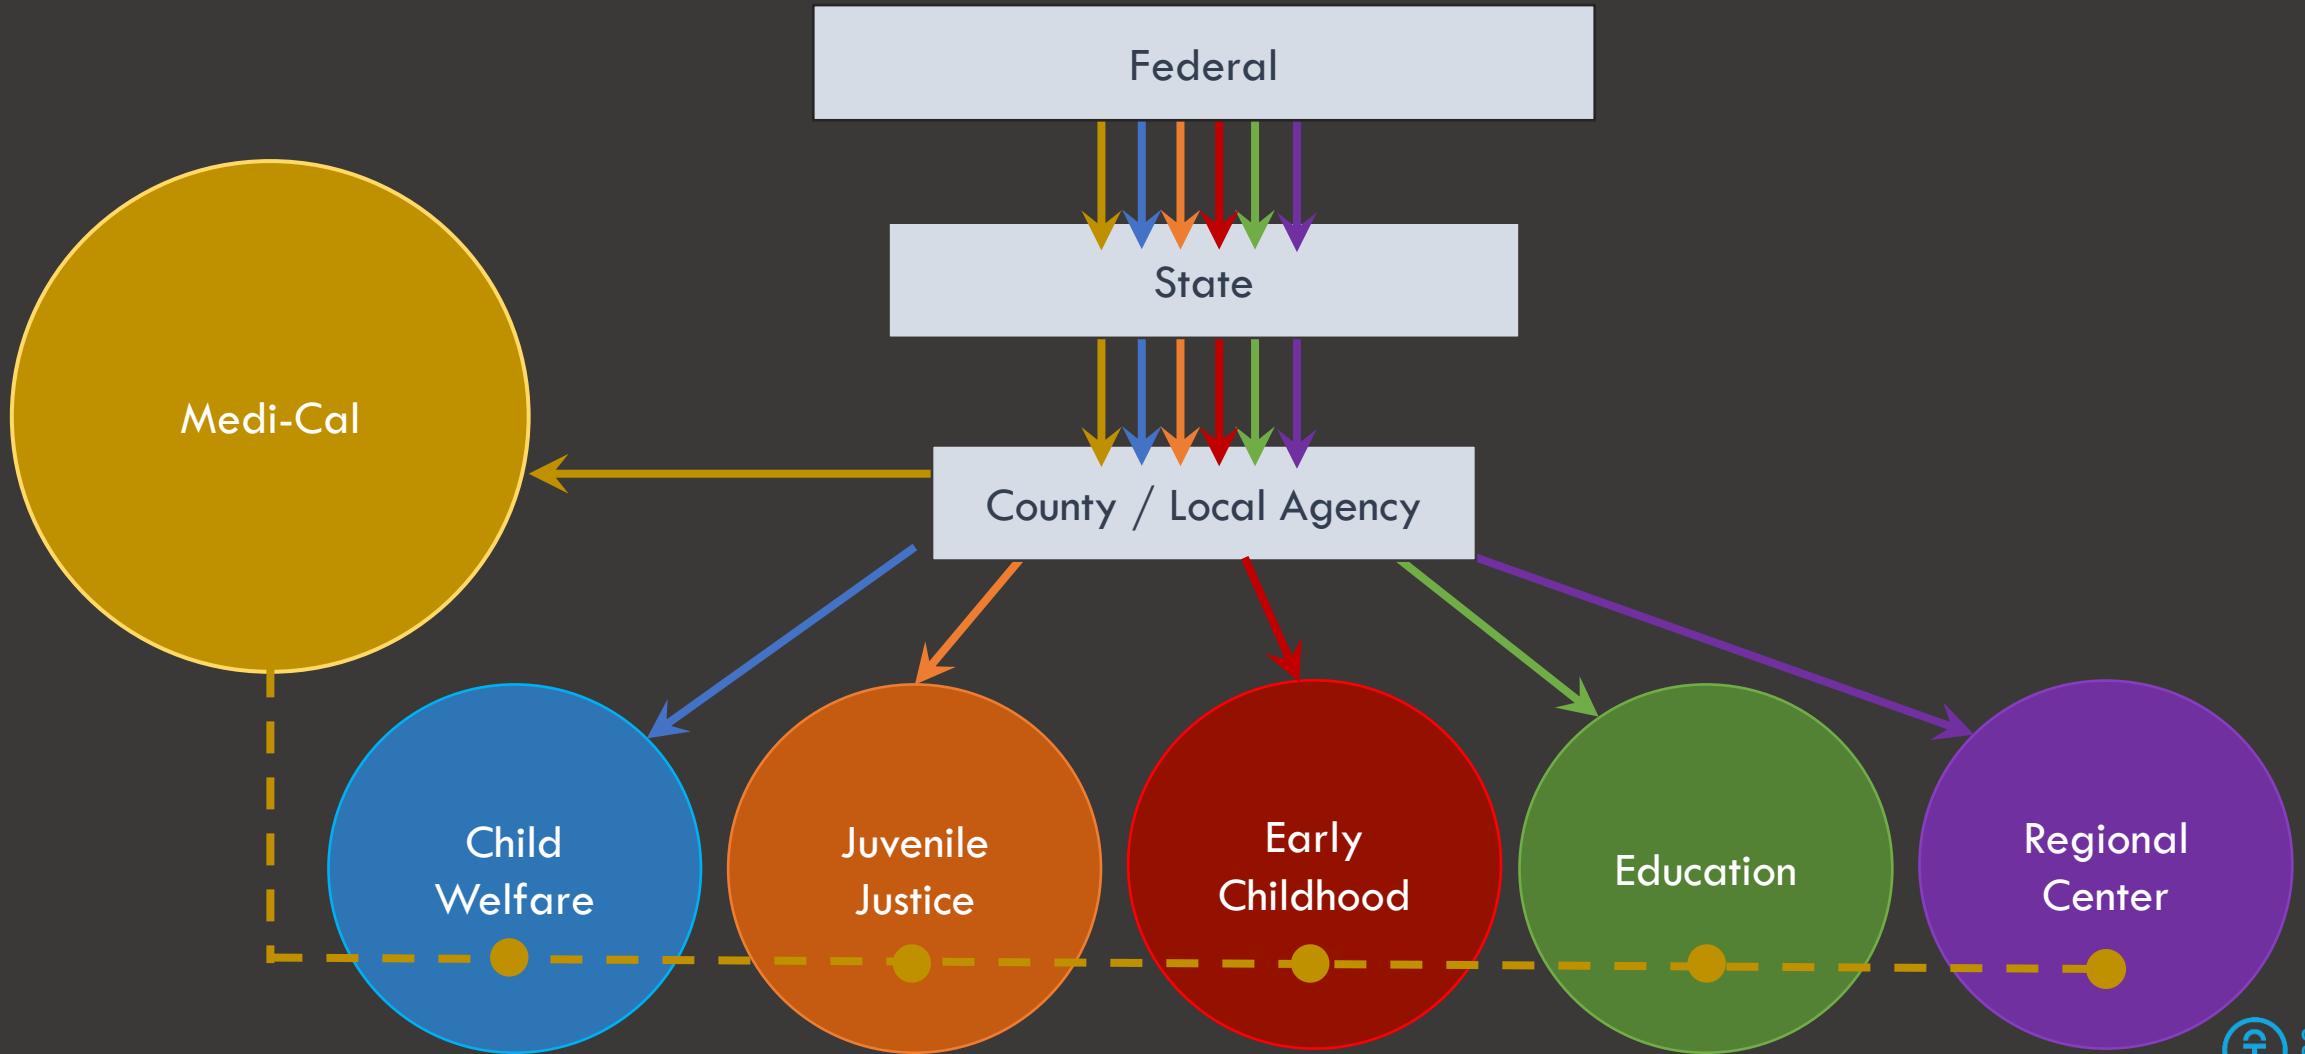 Federal
State
Medi-Cal
County / Local Agency
Child
Welfare
Juvenile
Justice
Early
Childhood
Education
Regional
Center